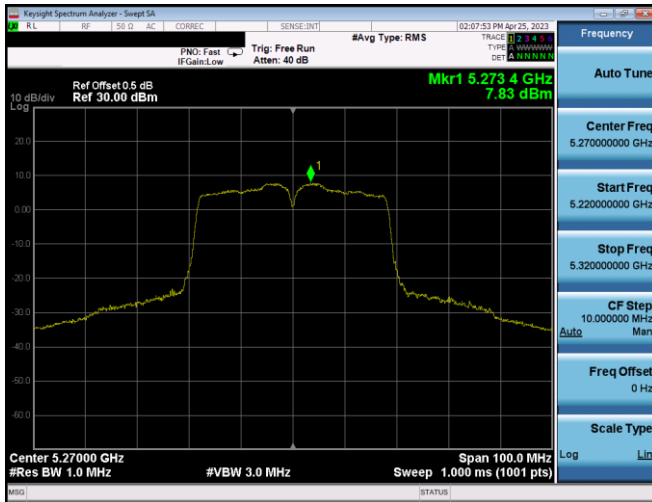 Keysight Spectrum Analyzer - Swept SA
RL RF 50 Ω AC CORREC SENSE:INT 02:07:53 PM Apr 25, 2023
#Avg Type: RMS TRACE 1 2 3 4 5 6
TYPE A WWWWW
PNO: Fast Trig: Free Run DET A N N N N N
IFGain:Low Atten: 40 dB
Ref Offset 0.5 dB Mkr1 5.273 4 GHz
10 dB/div Ref 30.00 dBm 7.83 dBm
Log
20.0
10.0
1
0.00
-10.0
-20.0
-30.0
-40.0
-50.0
-60.0
Center 5.27000 GHz Span 100.0 MHz
#Res BW 1.0 MHz #VBW 3.0 MHz Sweep 1.000 ms (1001 pts)
MSG STATUS
Frequency
Auto Tune
Center Freq
5.270000000 GHz
Start Freq
5.220000000 GHz
Stop Freq
5.320000000 GHz
CF Step
10.000000 MHz
Auto Man
Freq Offset
0 Hz
Scale Type
Log Lin